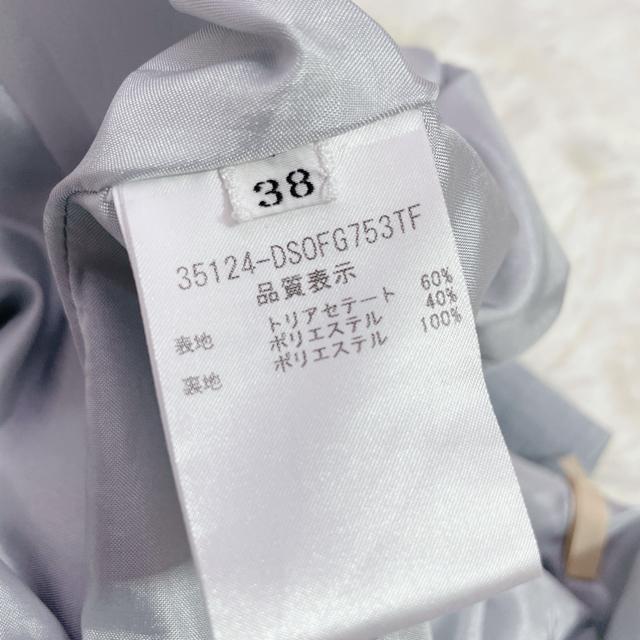 38
35124-DSOFG753TF
品質表示
表地 トリアセテート 60%
ポリエステル 40%
裏地 ポリエステル 100%